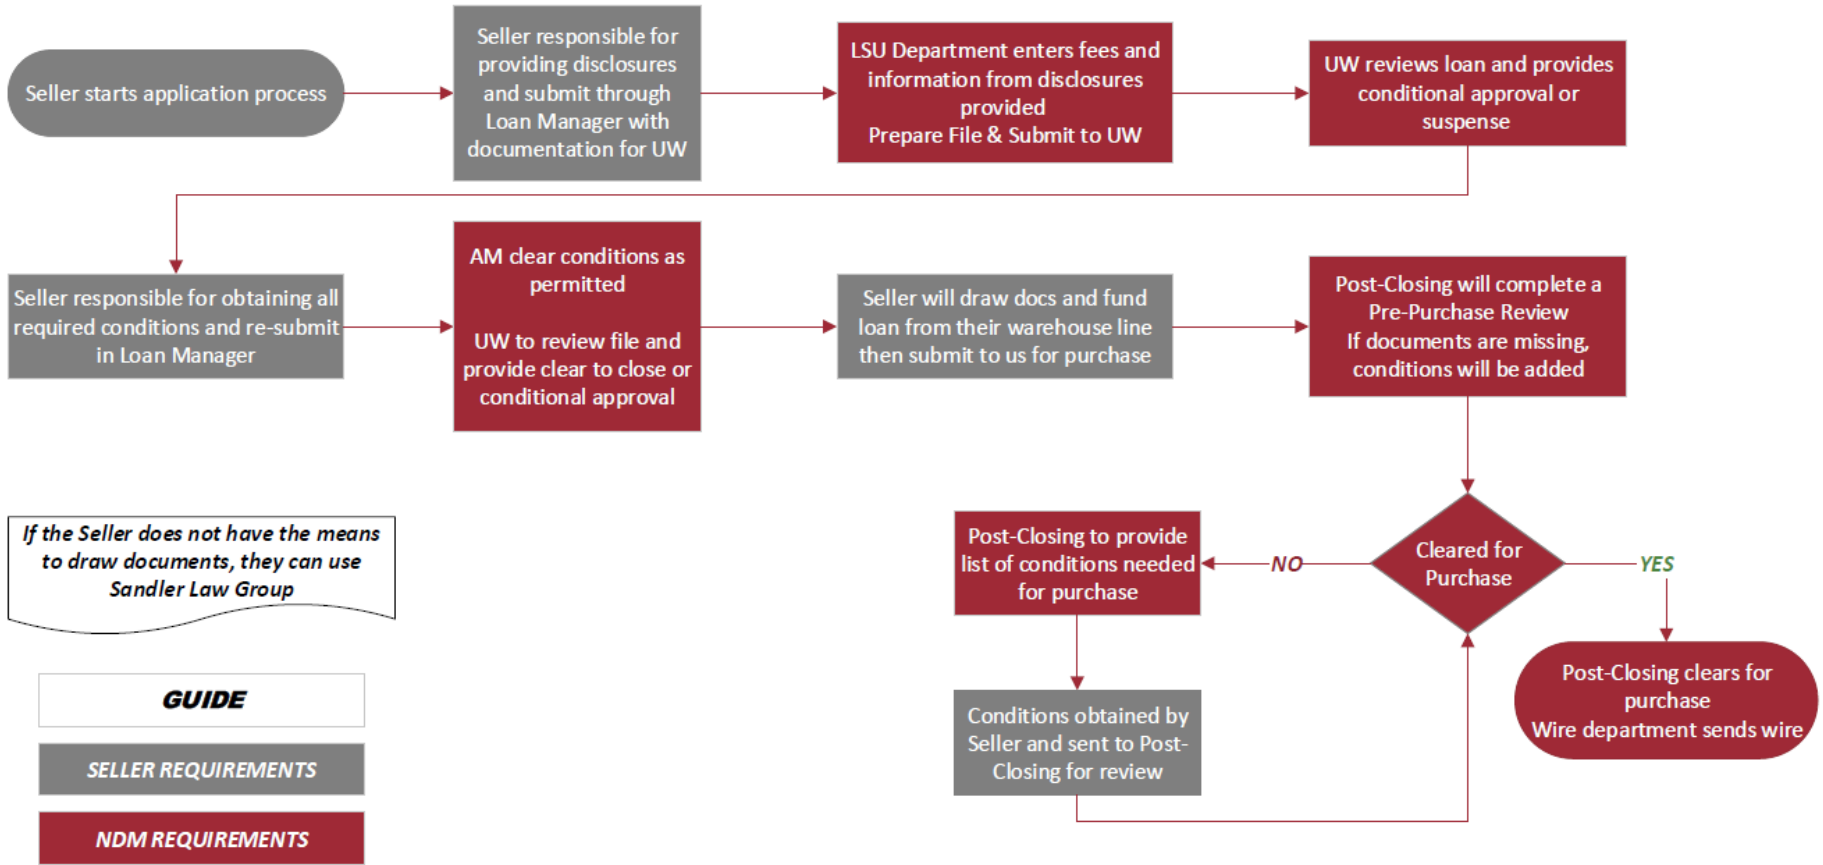 Seller starts application process
Seller responsible for
providing disclosures
and submit through
Loan Manager with
documentation for UW
LSU Department enters fees and
information from disclosures
provided
Prepare File & Submit to UW
UW reviews loan and provides
conditional approval or
suspense
Seller responsible for obtaining all
required conditions and re-submit
in Loan Manager
AM clear conditions as
permitted
UW to review file and
provide clear to close or
conditional approval
Seller will draw docs and fund
loan from their warehouse line
then submit to us for purchase
Post-Closing will complete a
Pre-Purchase Review
If documents are missing,
conditions will be added
Cleared for
Purchase
NO
YES
Post-Closing to provide
list of conditions needed
for purchase
Conditions obtained by
Seller and sent to Post-
Closing for review
Post-Closing clears for
purchase
Wire department sends wire
If the Seller does not have the means
to draw documents, they can use
Sandler Law Group
GUIDE
SELLER REQUIREMENTS
NDM REQUIREMENTS